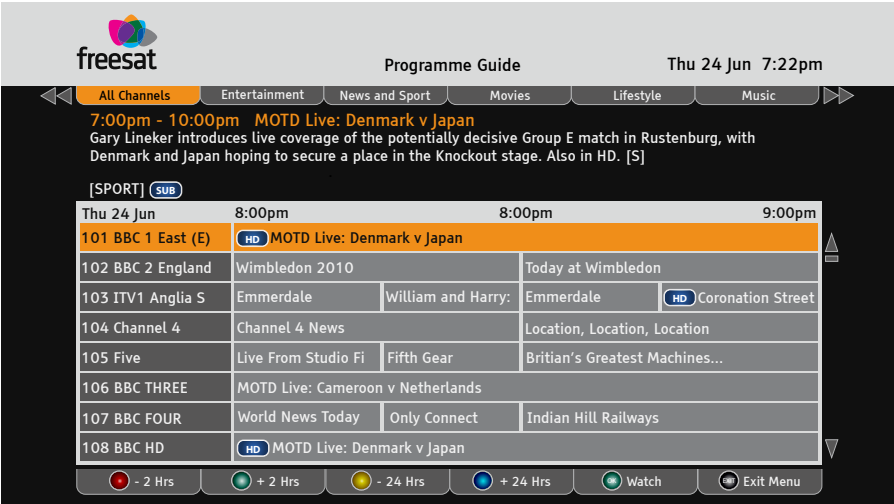 freesat
Programme Guide
Thu 24 Jun 7:22pm
All Channels Entertainment News and Sport Movies Lifestyle Music
7:00pm - 10:00pm MOTD Live: Denmark v Japan
Gary Lineker introduces live coverage of the potentially decisive Group E match in Rustenburg, with
Denmark and Japan hoping to secure a place in the Knockout stage. Also in HD. [S]
[SPORT] SUB
Thu 24 Jun 8:00pm 8:00pm 9:00pm
101 BBC 1 East (E) HD MOTD Live: Denmark v Japan
102 BBC 2 England Wimbledon 2010 Today at Wimbledon
103 ITV1 Anglia S Emmerdale William and Harry: Emmerdale HD Coronation Street
104 Channel 4 Channel 4 News Location, Location, Location
105 Five Live From Studio Fi Fifth Gear Britian's Greatest Machines...
106 BBC THREE MOTD Live: Cameroon v Netherlands
107 BBC FOUR World News Today Only Connect Indian Hill Railways
108 BBC HD HD MOTD Live: Denmark v Japan
- 2 Hrs + 2 Hrs - 24 Hrs + 24 Hrs OK Watch EXIT Exit Menu